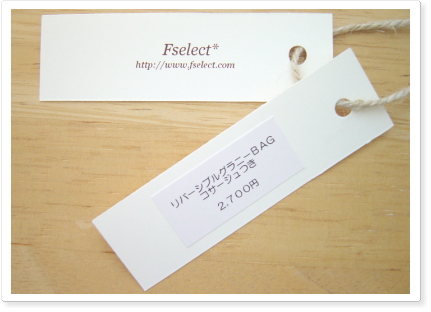 Fselect*
http://www.fselect.com
リバーシブルグラニーＢＡＧ
コサージュつき
２,７００円